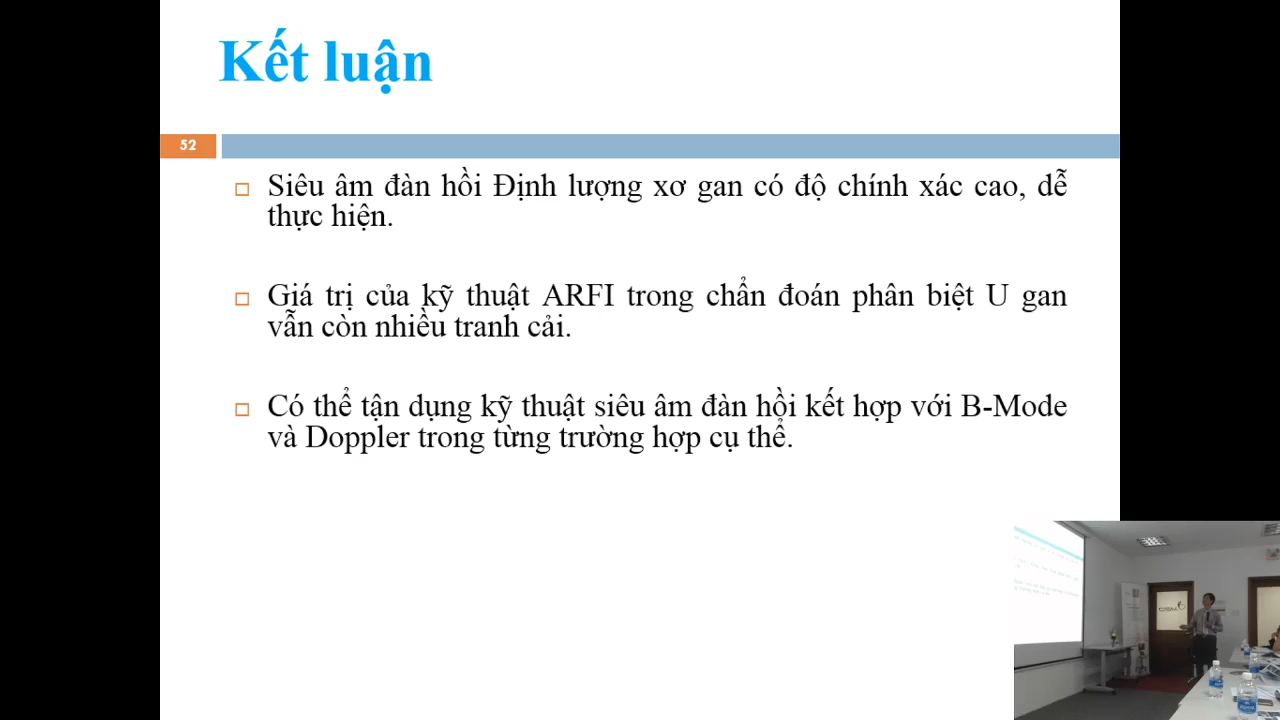 Kết luận
52
Siêu âm đàn hồi Định lượng xơ gan có độ chính xác cao, dễ
thực hiện.
Giá trị của kỹ thuật ARFI trong chẩn đoán phân biệt U gan
vẫn còn nhiều tranh cải.
Có thể tận dụng kỹ thuật siêu âm đàn hồi kết hợp với B-Mode
và Doppler trong từng trường hợp cụ thể.